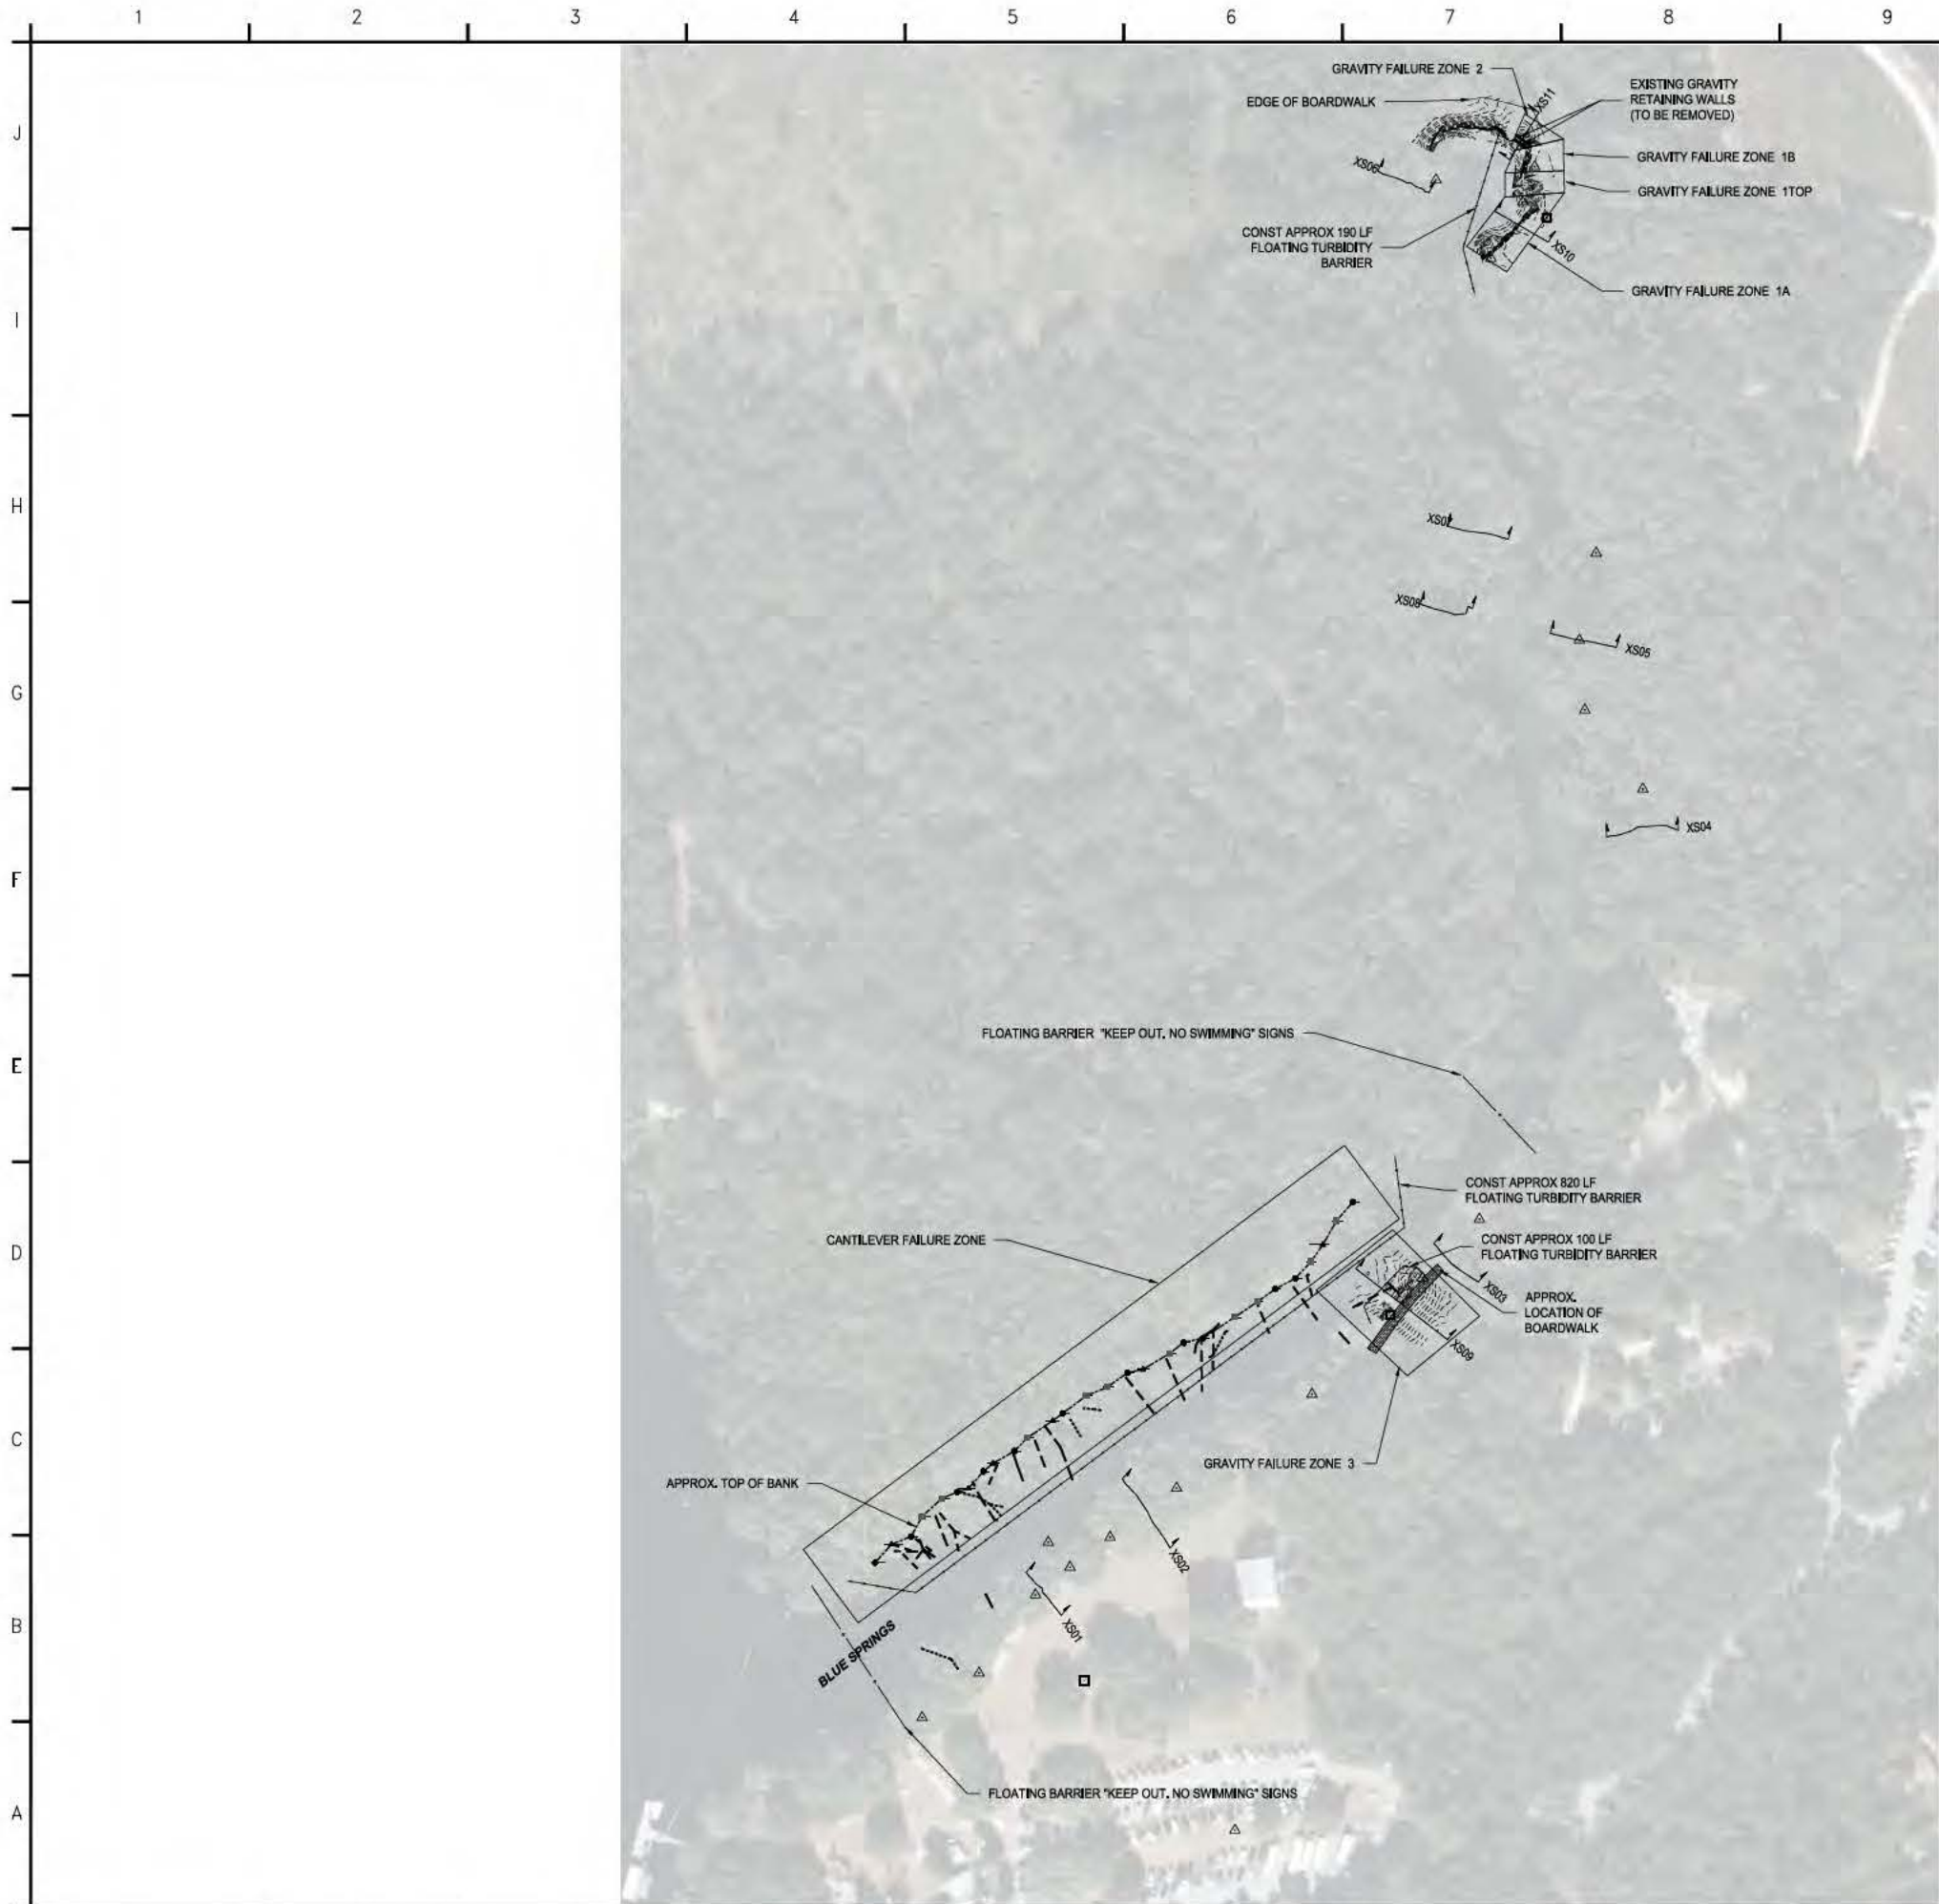 1 2 3 4 5 6 7 8 9
J
GRAVITY FAILURE ZONE 2
EDGE OF BOARDWALK
XS11
EXISTING GRAVITY
RETAINING WALLS
(TO BE REMOVED)
GRAVITY FAILURE ZONE 1B
XS06
GRAVITY FAILURE ZONE 1TOP
CONST APPROX 190 LF
FLOATING TURBIDITY
BARRIER
XS10
GRAVITY FAILURE ZONE 1A
I
H
XS08
XS05
G
XS04
F
FLOATING BARRIER "KEEP OUT. NO SWIMMING" SIGNS
E
CONST APPROX 820 LF
FLOATING TURBIDITY BARRIER
CANTILEVER FAILURE ZONE
D
CONST APPROX 100 LF
FLOATING TURBIDITY BARRIER
XS03
APPROX.
LOCATION OF
BOARDWALK
XS09
C
GRAVITY FAILURE ZONE 3
APPROX. TOP OF BANK
XS02
XS01
B
BLUE SPRINGS
FLOATING BARRIER "KEEP OUT. NO SWIMMING" SIGNS
A